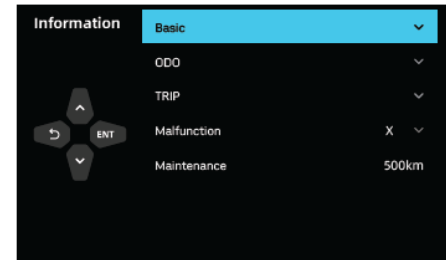 Information
Basic
ODO
TRIP
Malfunction X
Maintenance 500km
ENT